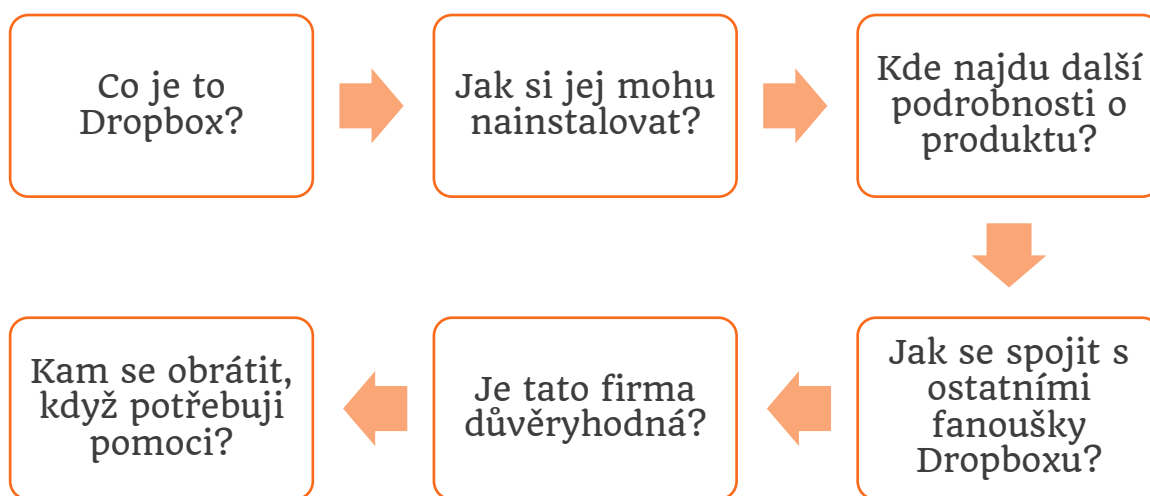 Co je to
Dropbox?
Jak si jej mohu
nainstalovat?
Kde najdu další
podrobnosti o
produktu?
Jak se spojit s
ostatními
fanoušky
Dropboxu?
Je tato firma
důvěryhodná?
Kam se obrátit,
když potřebuji
pomoci?